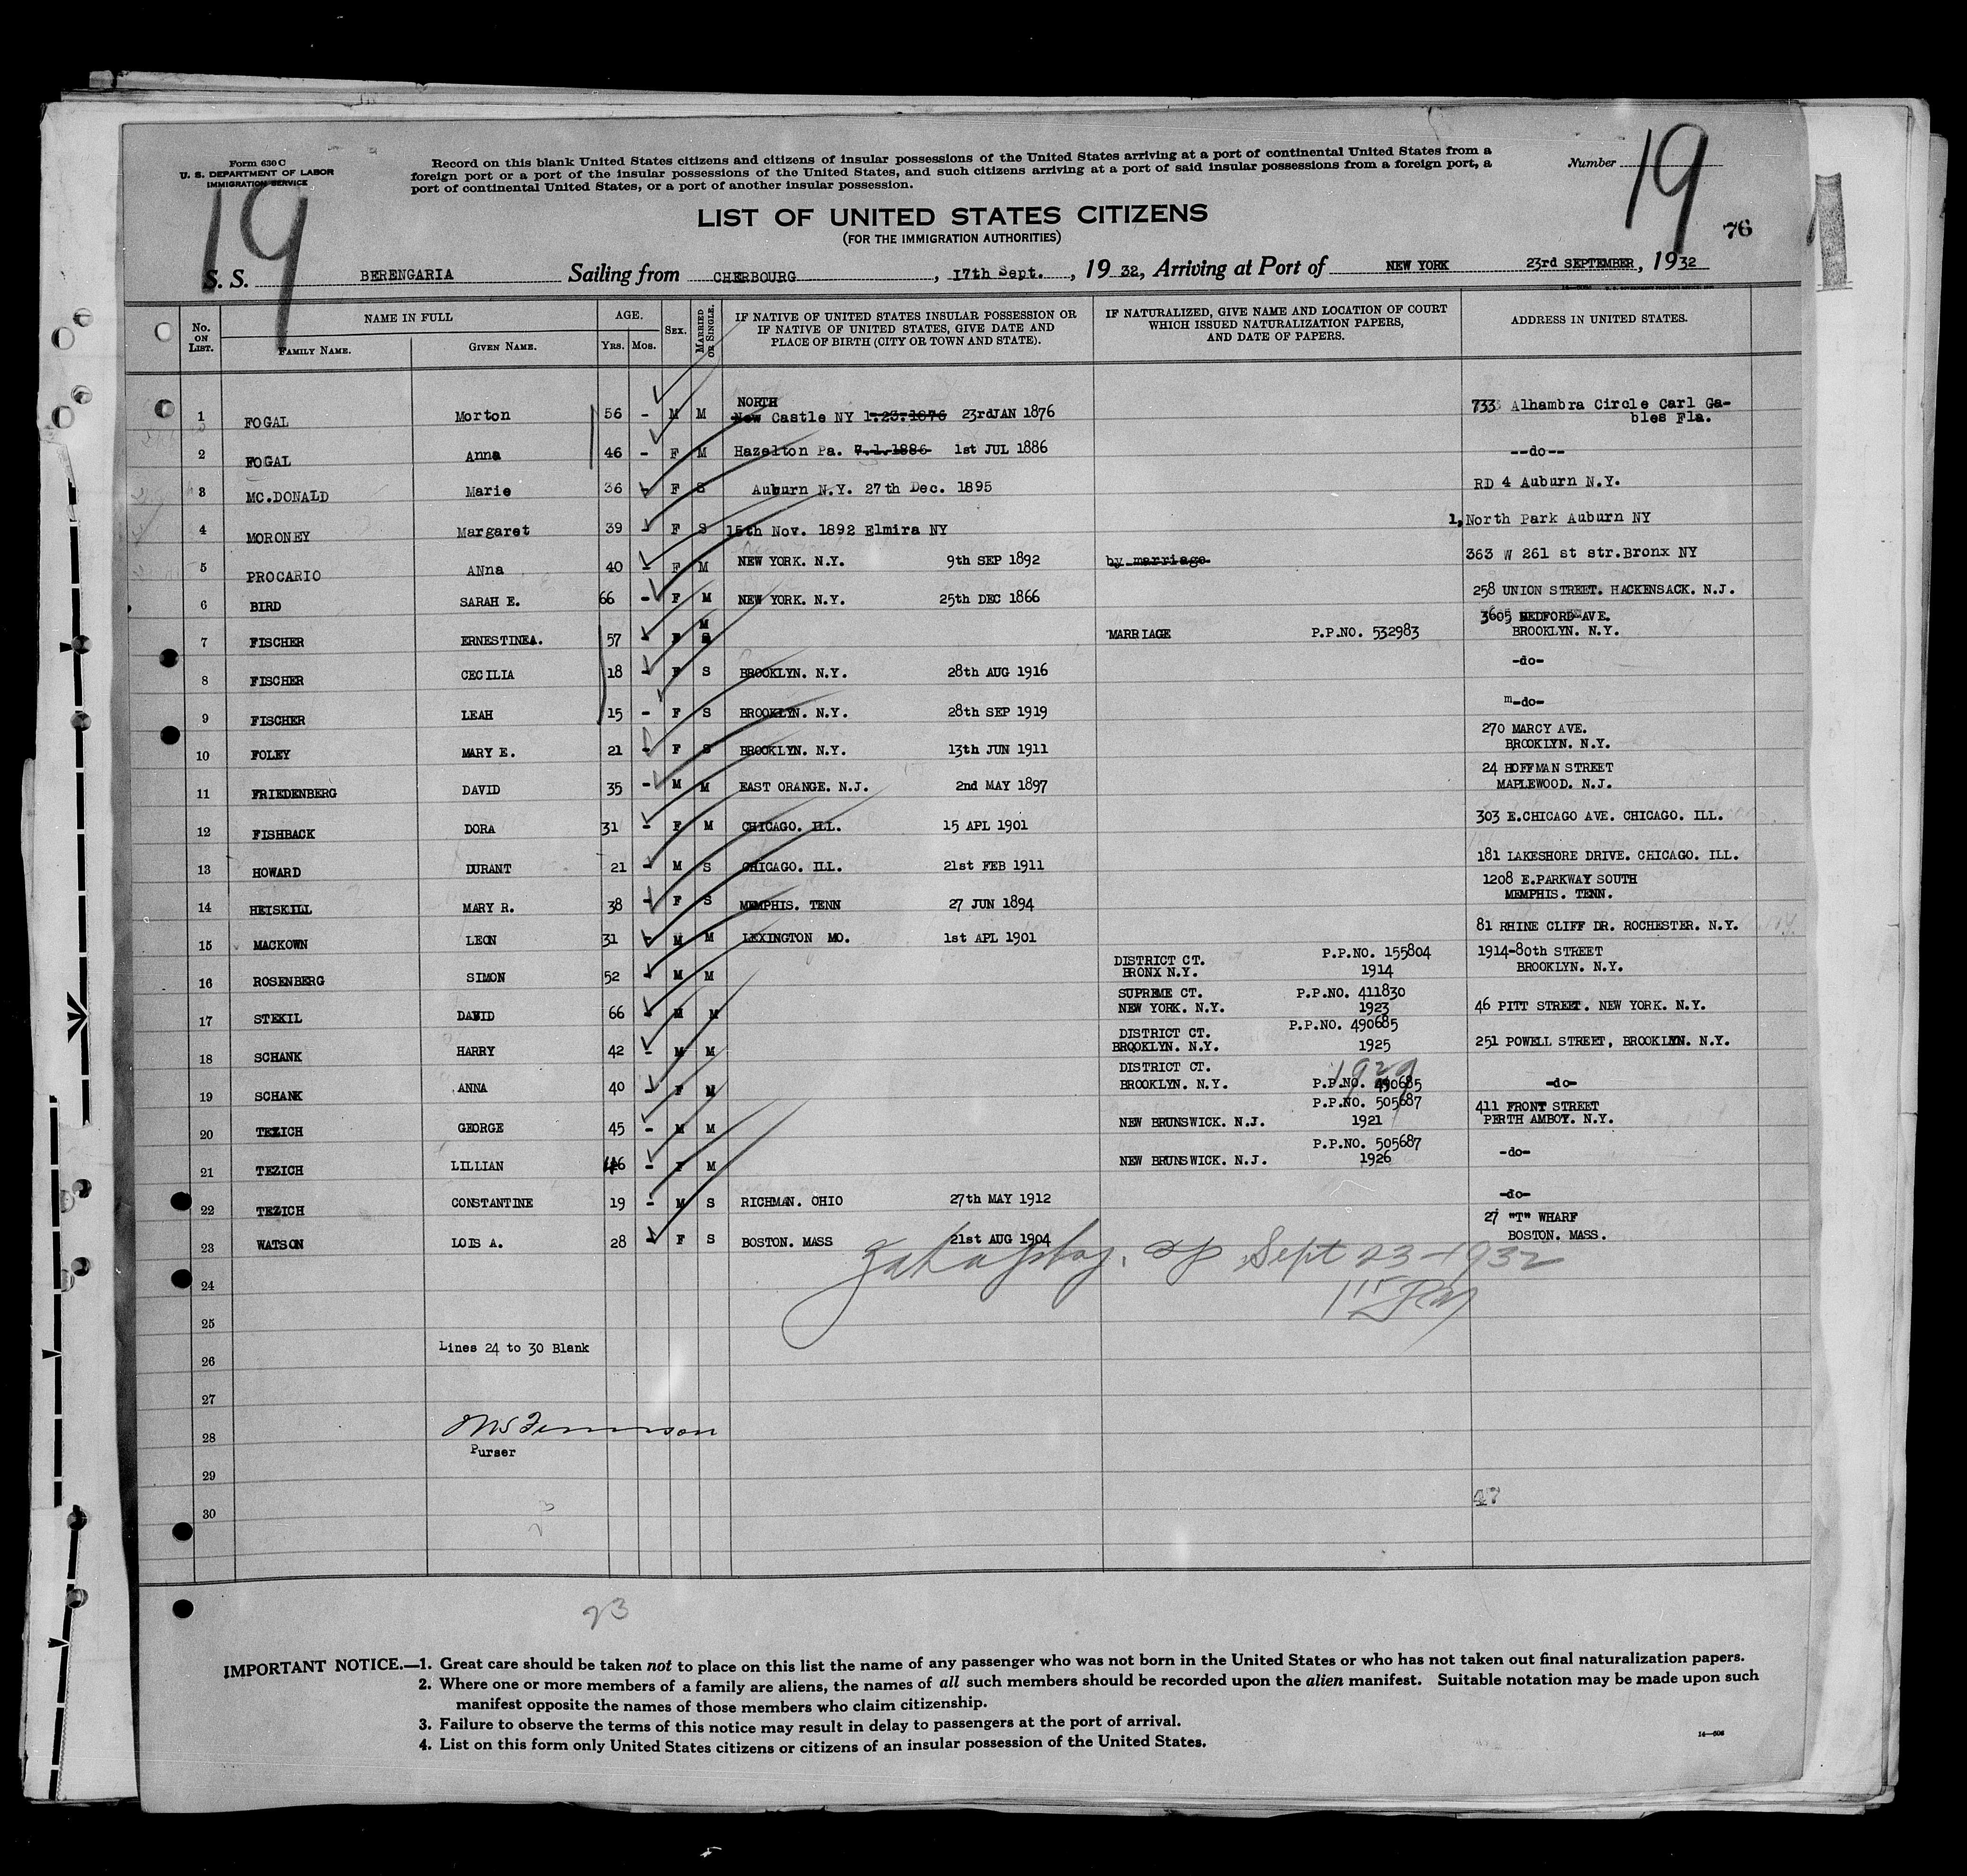 Form 630 C
U. S. DEPARTMENT OF LABOR
IMMIGRATION SERVICE
Record on this blank United States citizens and citizens of insular possessions of the United States arriving at a port of continental United States from a
foreign port or a port of the insular possessions of the United States, and such citizens arriving at a port of said insular possessions from a foreign port, a
port of continental United States, or a port of another insular possession.
Number 19
19
76
LIST OF UNITED STATES CITIZENS
(FOR THE IMMIGRATION AUTHORITIES)
S. S. BERENGARIA Sailing from CHERBOURG, 17th Sept., 19 32, Arriving at Port of NEW YORK 23rd SEPTEMBER, 19 32
No. ON LIST. NAME IN FULL FAMILY NAME. GIVEN NAME. AGE. Yrs. Mos. Sex. MARRIED OR SINGLE. IF NATIVE OF UNITED STATES INSULAR POSSESSION OR IF NATIVE OF UNITED STATES, GIVE DATE AND PLACE OF BIRTH (CITY OR TOWN AND STATE). IF NATURALIZED, GIVE NAME AND LOCATION OF COURT WHICH ISSUED NATURALIZATION PAPERS, AND DATE OF PAPERS. ADDRESS IN UNITED STATES.
1 FOGAL Morton 56 - M M NORTH New Castle NY 1.23.1876 23rd JAN 1876 733 Alhambra Circle Carl Ga-
bles Fla.
2 FOGAL Anna 46 - F M Hazelton Pa. 7.1.1886 1st JUL 1886 --do--
3 MC.DONALD Marie 36 - F S Auburn N.Y. 27th Dec. 1895 RD 4 Auburn N.Y.
4 MORONEY Margaret 39 - F S 15th Nov. 1892 Elmira NY 1, North Park Auburn NY
5 PROCARIO ANna 40 - F M NEW YORK. N.Y. 9th SEP 1892 by marriage 363 W 261 st str.Bronx NY
6 BIRD SARAH E. 66 - F M NEW YORK. N.Y. 25th DEC 1866 258 UNION STREET. HACKENSACK. N.J.
7 FISCHER ERNESTINEA. 57 - F M S MARRIAGE P.P.NO. 532983 3605 BEDFORD AVE.
BROOKLYN. N.Y.
8 FISCHER CECILIA 18 - F S BROOKLYN. N.Y. 28th AUG 1916 -do-
9 FISCHER LEAH 15 - F S BROOKLYN. N.Y. 28th SEP 1919 m-do-
10 FOLEY MARY E. 21 - F S BROOKLYN. N.Y. 13th JUN 1911 270 MARCY AVE.
BROOKLYN. N.Y.
11 FRIEDENBERG DAVID 35 - M M EAST ORANGE. N.J. 2nd MAY 1897 24 HOFFMAN STREET
MAPLEWOOD. N.J.
12 FISHBACK DORA 31 - F M CHICAGO. ILL. 15 APL 1901 303 E.CHICAGO AVE. CHICAGO. ILL.
13 HOWARD DURANT 21 - M S CHICAGO. ILL. 21st FEB 1911 181 LAKESHORE DRIVE. CHICAGO. ILL.
14 HEISKILL MARY R. 38 - F S MEMPHIS. TENN 27 JUN 1894 1208 E.PARKWAY SOUTH
MEMPHIS. TENN.
15 MACKOWN LEON 31 - M M LEXINGTON MO. 1st APL 1901 81 RHINE CLIFF DR. ROCHESTER. N.Y.
16 ROSENBERG SIMON 52 - M M DISTRICT CT. P.P.NO. 155804 1914-80th STREET
BRONX N.Y. 1914 BROOKLYN. N.Y.
17 STEKIL DAVID 66 - M M SUPREME CT. P.P.NO. 411830
NEW YORK. N.Y. 1923 46 PITT STREET. NEW YORK. N.Y.
18 SCHANK HARRY 42 - M M DISTRICT CT. P.P.NO. 490685
BROOKLYN. N.Y. 1925 251 POWELL STREET, BROOKLYN. N.Y.
19 SCHANK ANNA 40 - F M DISTRICT CT. 1929
BROOKLYN. N.Y. P.P.NO. 490685 -do-
20 TEZICH GEORGE 45 - M M P.P.NO. 505687 411 FRONT STREET
NEW BRUNSWICK. N.J. 1921 PERTH AMBOY. N.Y.
21 TEZICH LILLIAN 46 - F M P.P.NO. 505687
NEW BRUNSWICK. N.J. 1926 -do-
22 TEZICH CONSTANTINE 19 - M S RICHMAN. OHIO 27th MAY 1912 -do-
23 WATSON LOIS A. 28 - F S BOSTON. MASS 21st AUG 1904 27 "T" WHARF
BOSTON. MASS.
Sept 23-1932
24
25
Lines 24 to 30 Blank
26
27
28
Purser
29
47
30
23
IMPORTANT NOTICE.—1. Great care should be taken not to place on this list the name of any passenger who was not born in the United States or who has not taken out final naturalization papers.
2. Where one or more members of a family are aliens, the names of all such members should be recorded upon the alien manifest. Suitable notation may be made upon such
manifest opposite the names of those members who claim citizenship.
3. Failure to observe the terms of this notice may result in delay to passengers at the port of arrival.
4. List on this form only United States citizens or citizens of an insular possession of the United States.
14—606